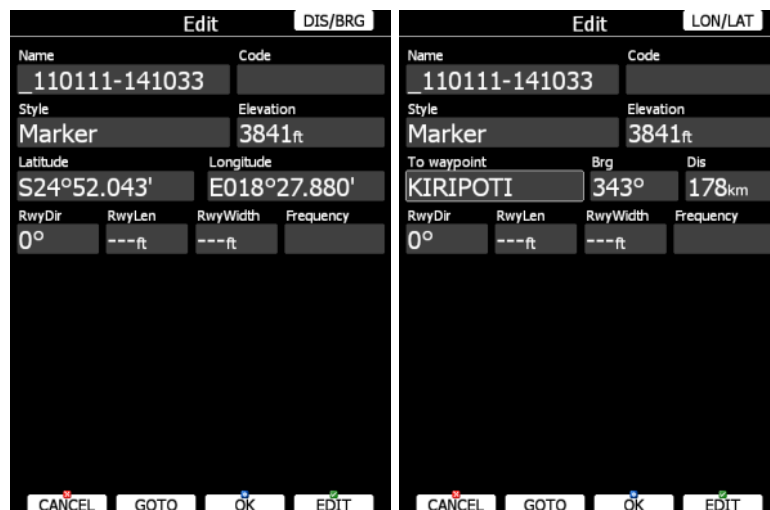 Edit
DIS/BRG
Name
Code
_110111-141033
Style
Elevation
Marker
3841ft
Latitude
Longitude
S24°52.043'
E018°27.880'
RwyDir
RwyLen
RwyWidth
Frequency
0°
---ft
---ft
CANCEL
GOTO
OK
EDIT
Edit
LON/LAT
Name
Code
_110111-141033
Style
Elevation
Marker
3841ft
To waypoint
Brg
Dis
KIRIPOTI
343°
178km
RwyDir
RwyLen
RwyWidth
Frequency
0°
---ft
---ft
CANCEL
GOTO
OK
EDIT